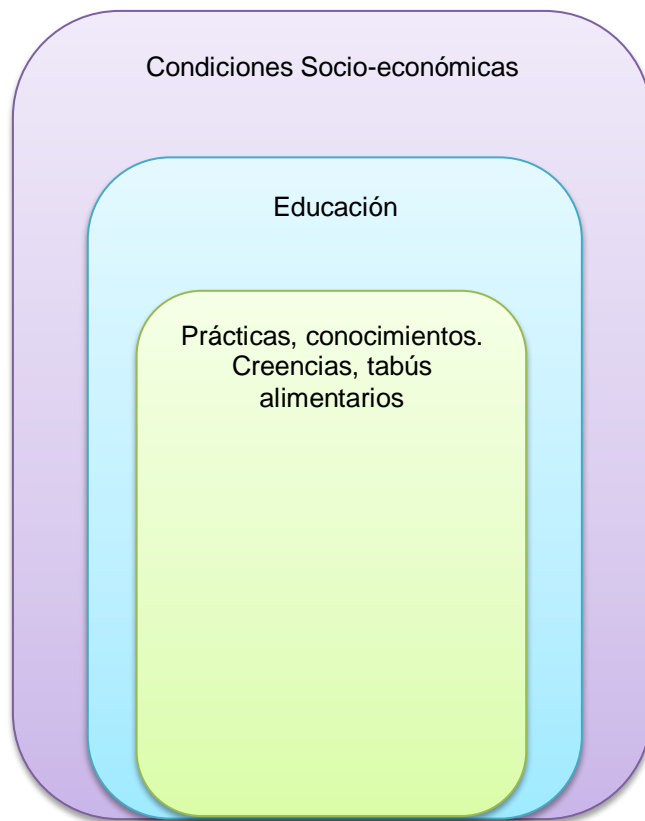 Condiciones Socio-económicas
Educación
Prácticas, conocimientos.
Creencias, tabús
alimentarios